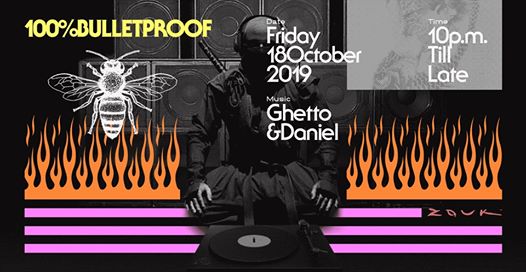 100%BULLETPROOF
Date
Friday
18October
2019
Time
10p.m.
Till
Late
Music
Ghetto
&Daniel
ZOUK